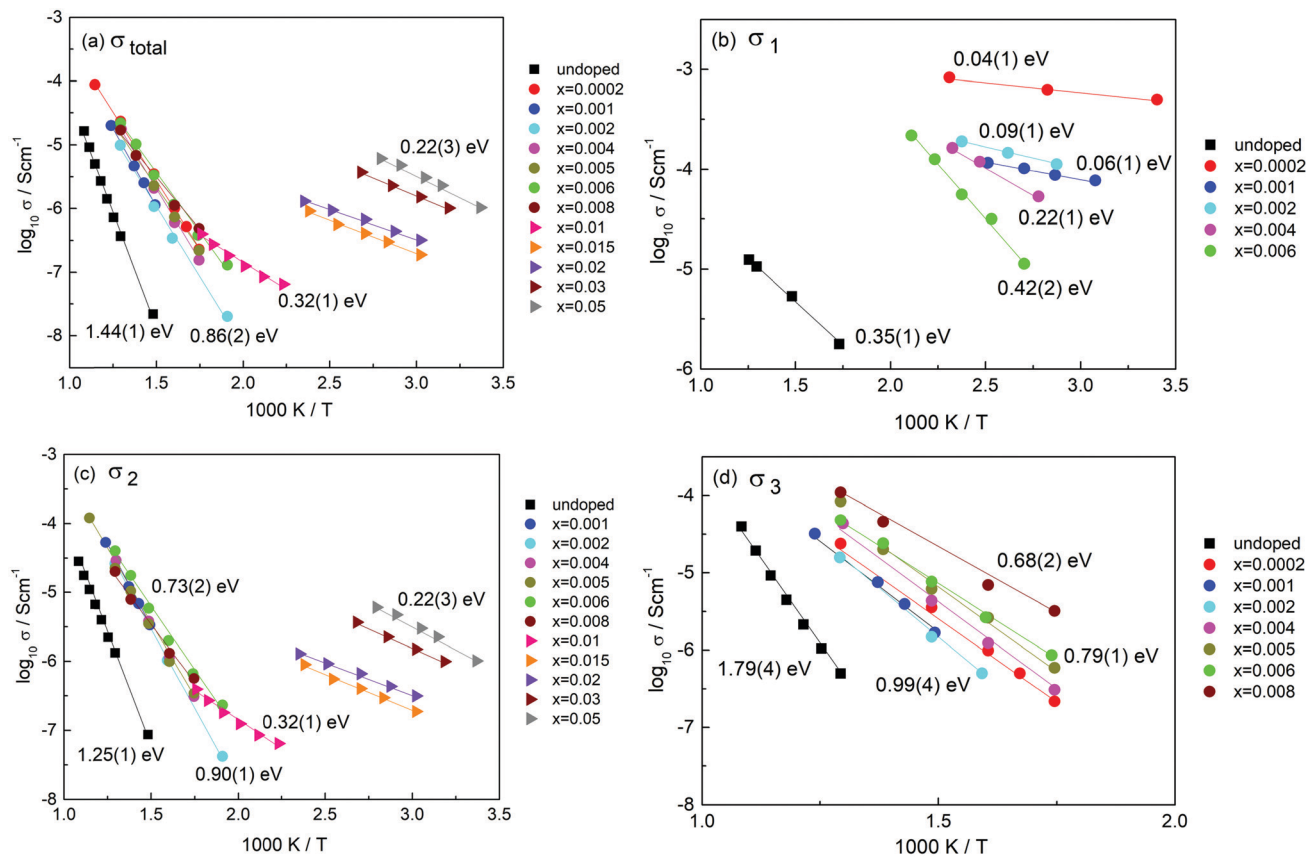 (a) σ total
log10 σ / Scm-1
-3
-4
-5
-6
-7
-8
1.0 1.5 2.0 2.5 3.0 3.5
1000 K / T
0.22(3) eV
0.32(1) eV
1.44(1) eV
0.86(2) eV
undoped
x=0.0002
x=0.001
x=0.002
x=0.004
x=0.005
x=0.006
x=0.008
x=0.01
x=0.015
x=0.02
x=0.03
x=0.05
(b) σ 1
log10 σ / Scm-1
-3
-4
-5
-6
1.0 1.5 2.0 2.5 3.0 3.5
1000 K / T
0.04(1) eV
0.09(1) eV
0.06(1) eV
0.22(1) eV
0.42(2) eV
0.35(1) eV
undoped
x=0.0002
x=0.001
x=0.002
x=0.004
x=0.006
(c) σ 2
log10 σ / Scm-1
-3
-4
-5
-6
-7
-8
1.0 1.5 2.0 2.5 3.0 3.5
1000 K / T
0.73(2) eV
0.22(3) eV
0.32(1) eV
1.25(1) eV
0.90(1) eV
undoped
x=0.001
x=0.002
x=0.004
x=0.005
x=0.006
x=0.008
x=0.01
x=0.015
x=0.02
x=0.03
x=0.05
(d) σ 3
log10 σ / Scm-1
-4
-5
-6
-7
-8
1.0 1.5 2.0
1000 K / T
0.68(2) eV
0.79(1) eV
1.79(4) eV
0.99(4) eV
undoped
x=0.0002
x=0.001
x=0.002
x=0.004
x=0.005
x=0.006
x=0.008